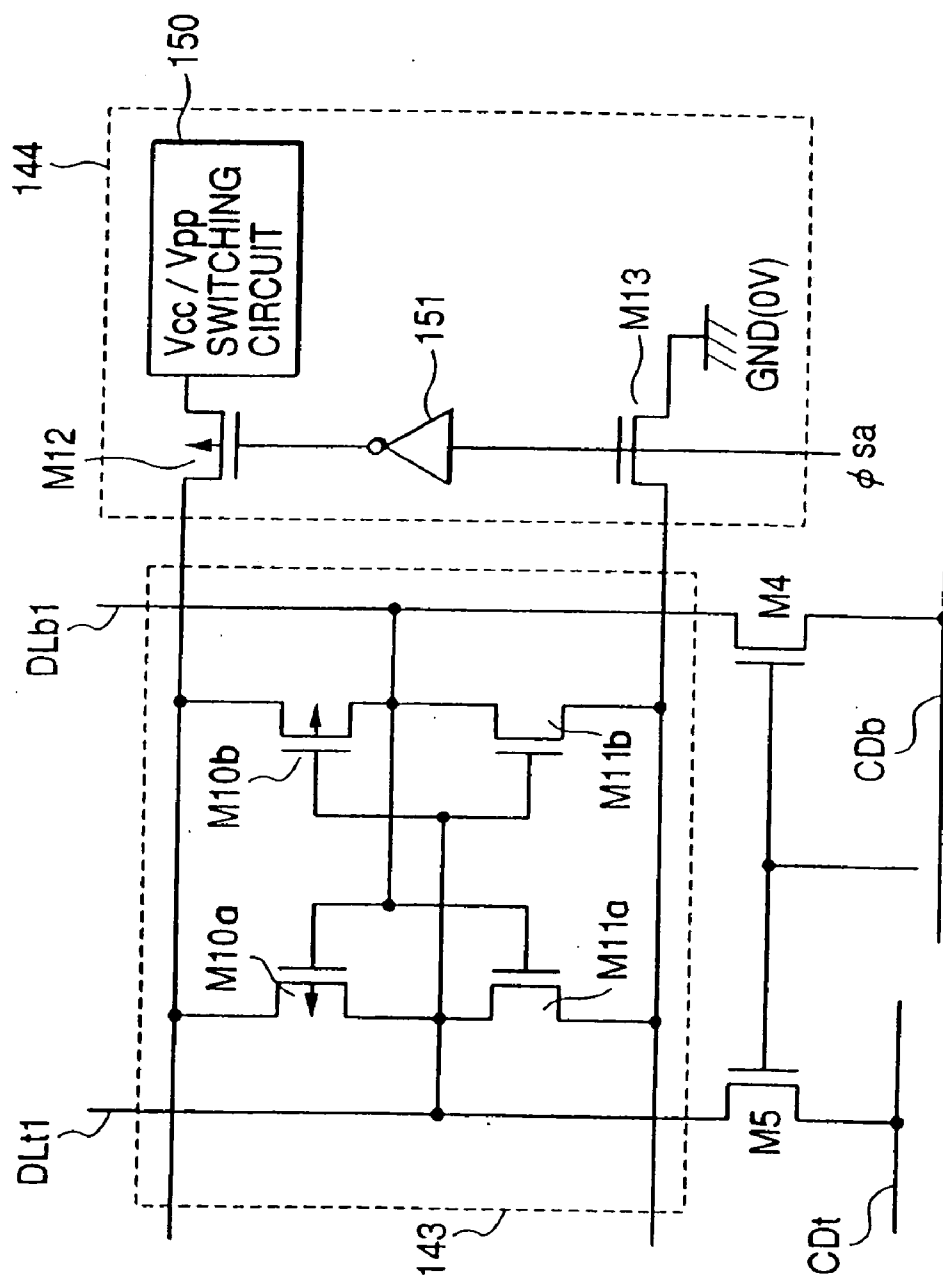 144
150
Vcc / Vpp
SWITCHING
CIRCUIT
M12
151
M13
GND(0V)
φ sa
DLb1
DLt1
M10b
M10a
M11b
M11a
M4
M5
143
CDb
CDt